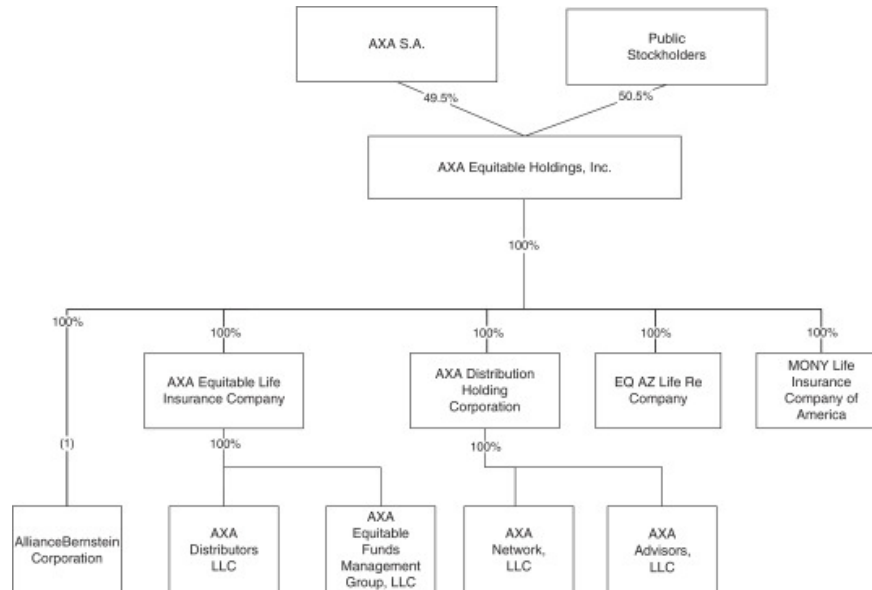 AXA S.A.
Public
Stockholders
49.5%
50.5%
AXA Equitable Holdings, Inc.
100%
100%
100%
100%
100%
100%
AXA Equitable Life
Insurance Company
AXA Distribution
Holding
Corporation
EQ AZ Life Re
Company
MONY Life
Insurance
Company of
America
(1)
100%
100%
AllianceBernstein
Corporation
AXA
Distributors
LLC
AXA
Equitable
Funds
Management
Group, LLC
AXA
Network,
LLC
AXA
Advisors,
LLC